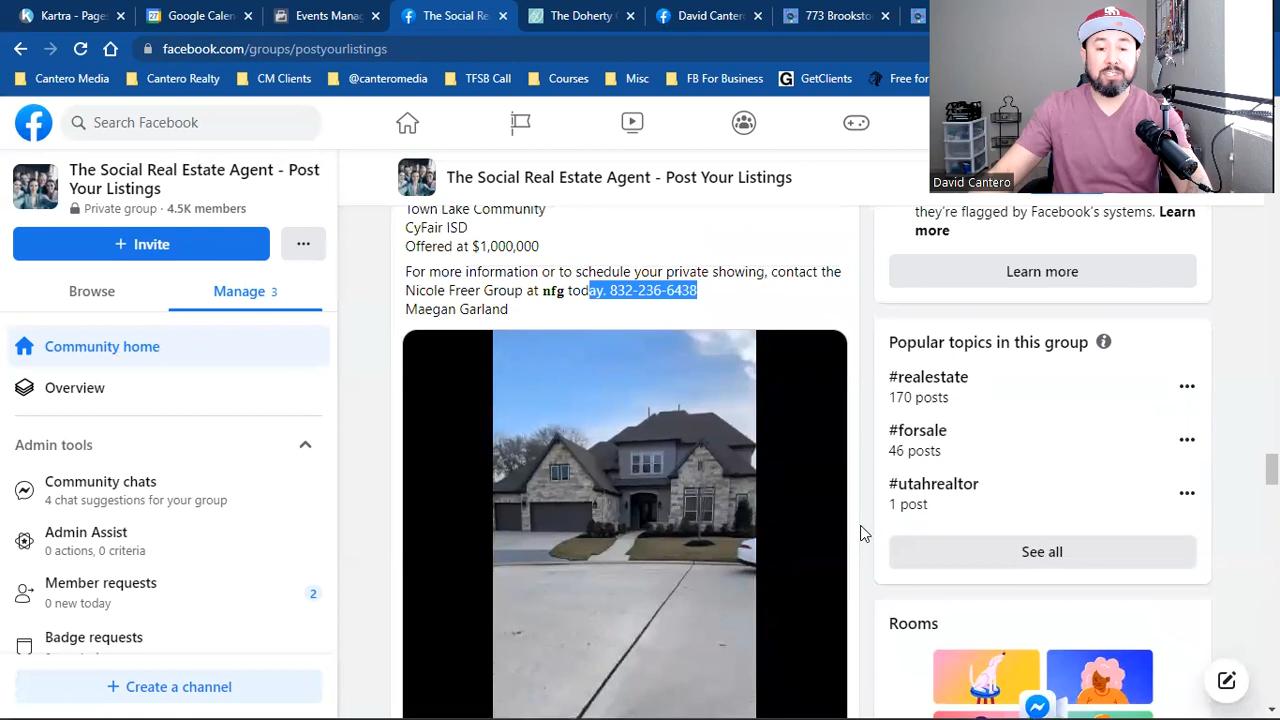 Kartra - Page
27
Google Calen
Events Mana
The Social Re
The Doherty G
David Cantero
773 Brooksto
facebook.com/groups/postyourlistings
Cantero Media
Cantero Realty
CM Clients
@canteromedia
TFSB Call
Courses
Misc
FB For Business
GetClients
Free for
Search Facebook
David Cantero
The Social Real Estate Agent - Post
Your Listings
Private group · 4.5K members
+ Invite
Browse
Manage 3
Community home
Overview
Admin tools
Community chats
4 chat suggestions for your group
Admin Assist
0 actions, 0 criteria
Member requests
0 new today
2
Badge requests
+ Create a channel
The Social Real Estate Agent - Post Your Listings
Town Lake Community
CyFair ISD
Offered at $1,000,000
For more information or to schedule your private showing, contact the
Nicole Freer Group at nfg today. 832-236-6438
Maegan Garland
they're flagged by Facebook's systems. Learn
more
Learn more
Popular topics in this group
#realestate
170 posts
#forsale
46 posts
#utahrealtor
1 post
See all
Rooms